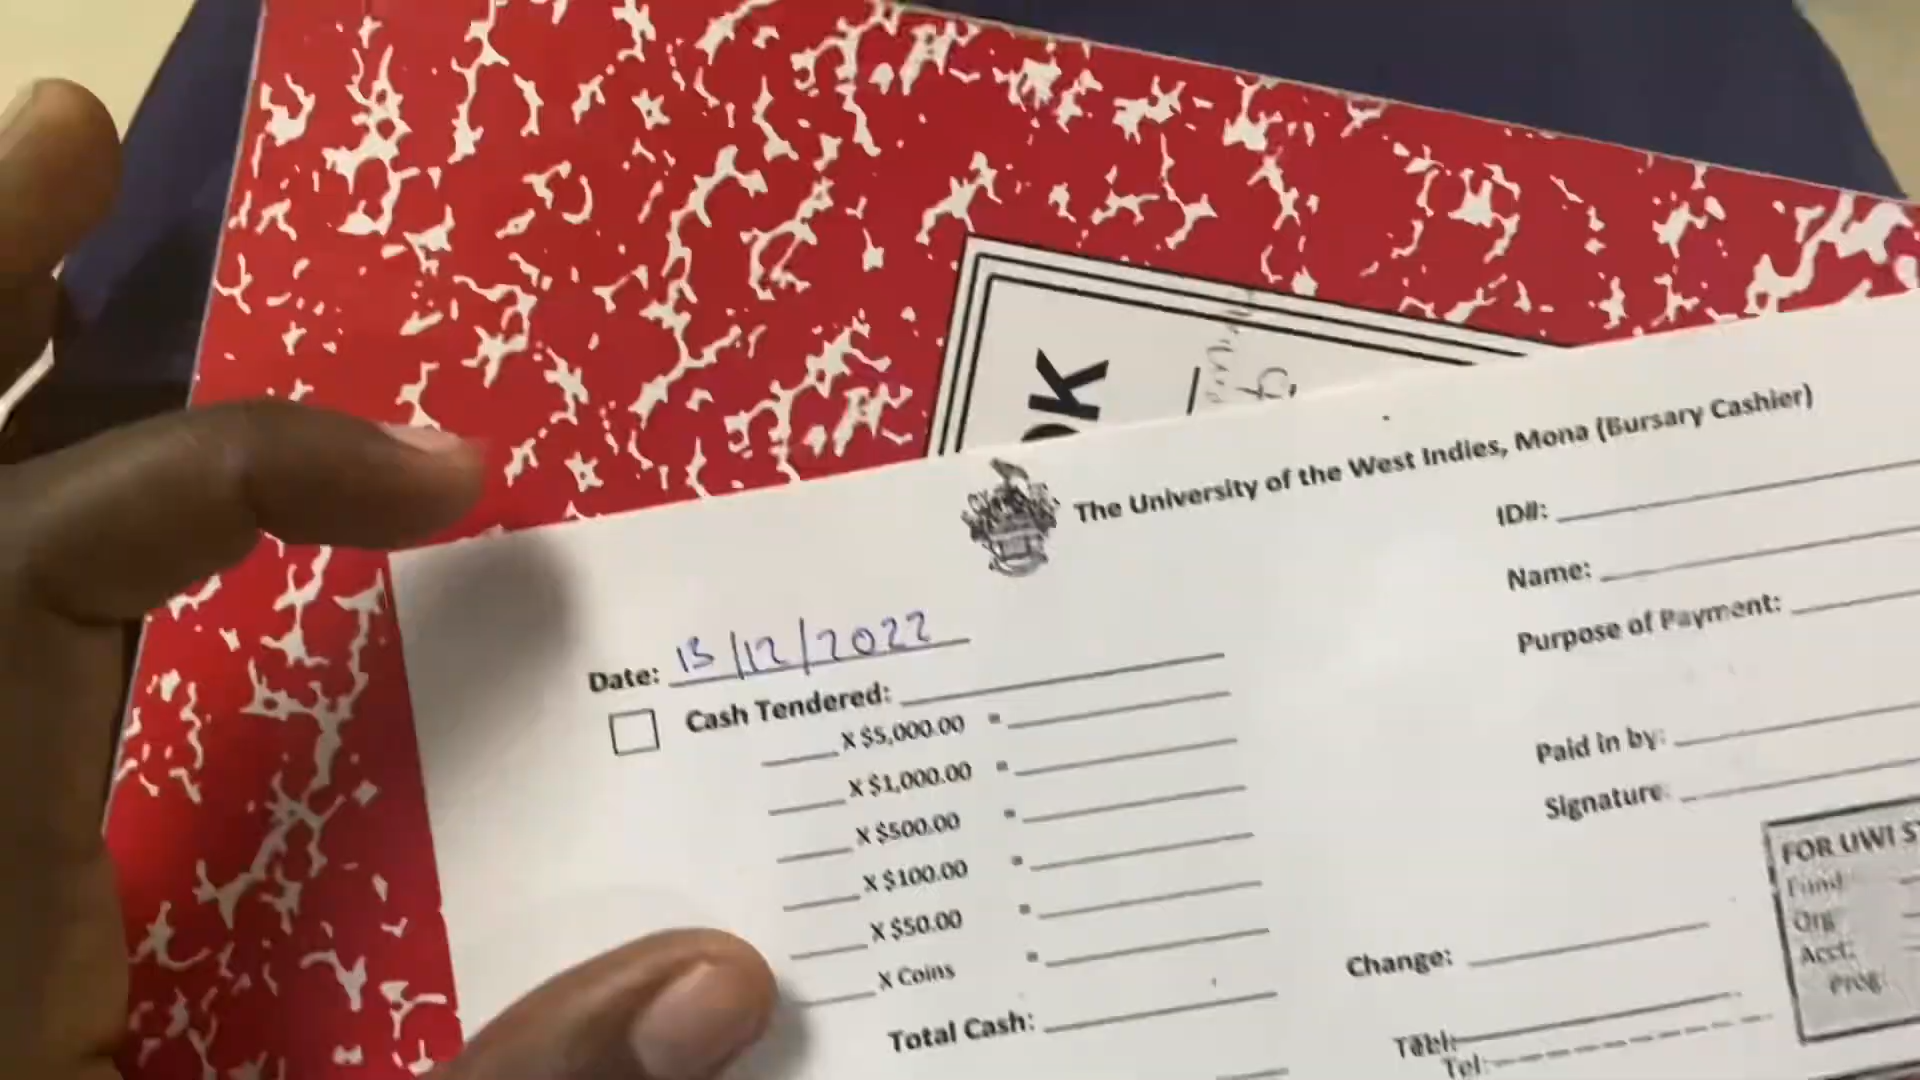 OK
The University of the West Indies, Mona (Bursary Cashier)
ID#:
Name:
Purpose of Payment:
Date: 13/12/2022
Cash Tendered:
X $5,000.00 =
X $1,000.00 =
X $500.00 =
X $100.00 =
X $50.00 =
X Coins =
Total Cash:
Paid in by:
Signature:
FOR UWI S
Fund
Org
Acct:
Prog:
Change:
Tel: